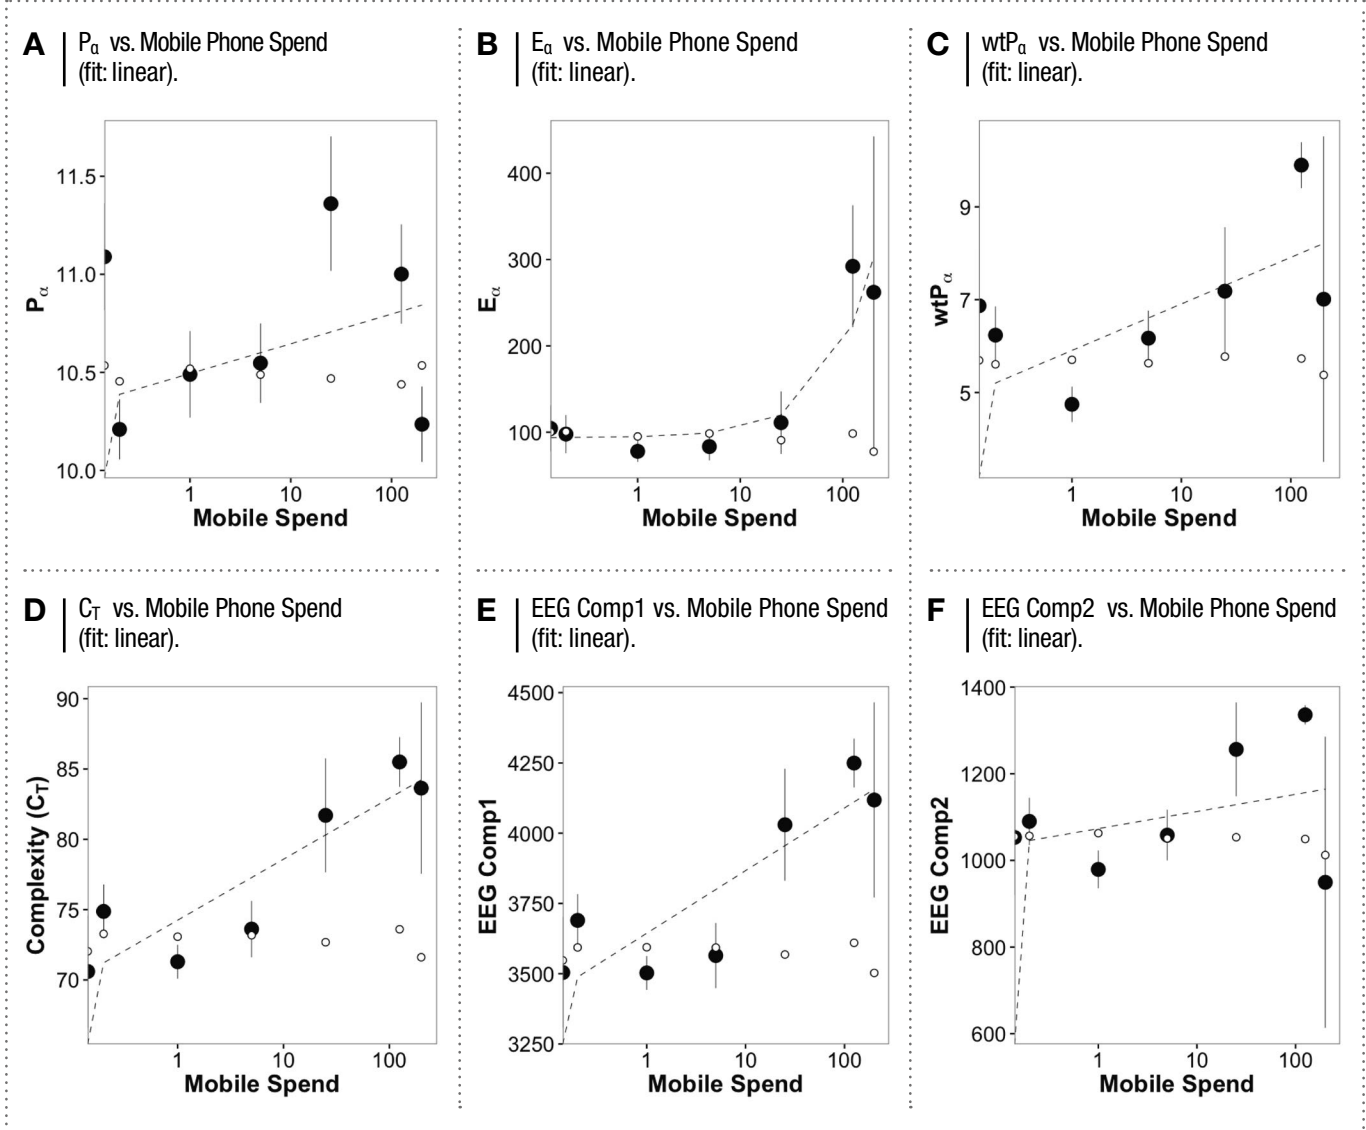 A
Pα vs. Mobile Phone Spend
(fit: linear).
11.5
11.0
10.5
10.0
Pα
1 10 100
Mobile Spend
B
Eα vs. Mobile Phone Spend
(fit: linear).
400
300
200
100
Eα
1 10 100
Mobile Spend
C
wtPα vs. Mobile Phone Spend
(fit: linear).
9
7
5
wtPα
1 10 100
Mobile Spend
D
CT vs. Mobile Phone Spend
(fit: linear).
90
85
80
75
70
Complexity (CT)
1 10 100
Mobile Spend
E
EEG Comp1 vs. Mobile Phone Spend
(fit: linear).
4500
4250
4000
3750
3500
3250
EEG Comp1
1 10 100
Mobile Spend
F
EEG Comp2 vs. Mobile Phone Spend
(fit: linear).
1400
1200
1000
800
600
EEG Comp2
1 10 100
Mobile Spend